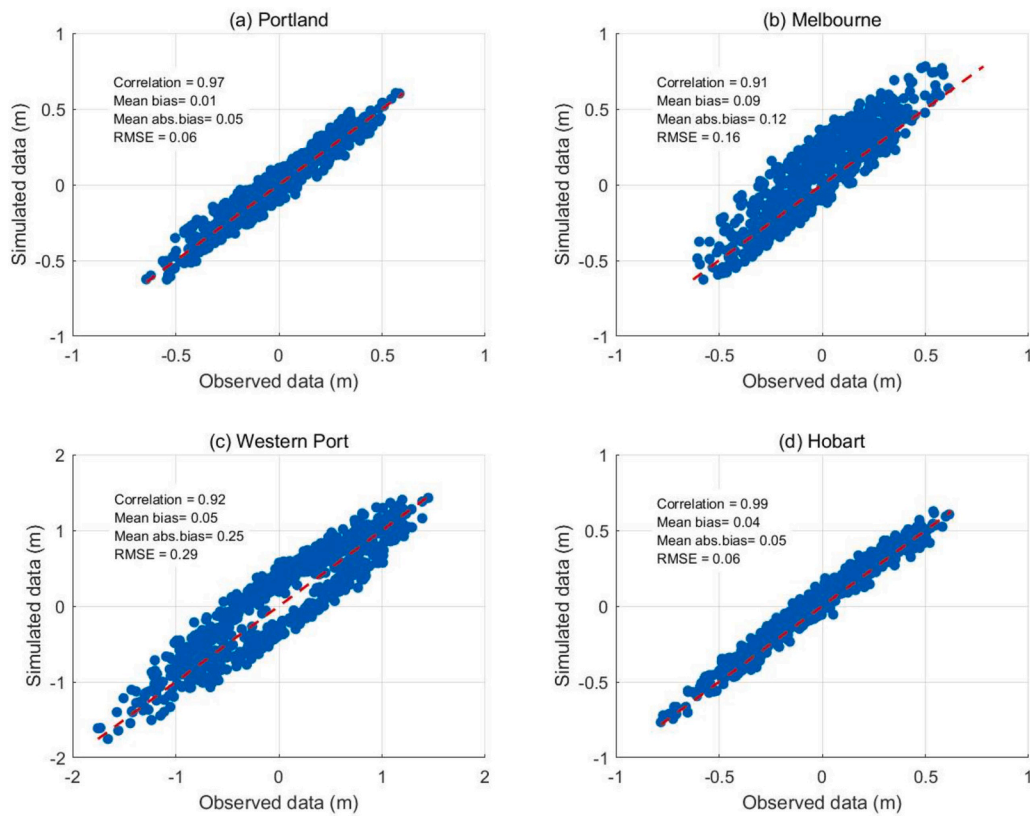 (a) Portland
1
0.5
0
-0.5
-1
Simulated data (m)
Correlation = 0.97
Mean bias= 0.01
Mean abs.bias= 0.05
RMSE = 0.06
-1 -0.5 0 0.5 1
Observed data (m)
(b) Melbourne
1
0.5
0
-0.5
-1
Simulated data (m)
Correlation = 0.91
Mean bias= 0.09
Mean abs.bias= 0.12
RMSE = 0.16
-1 -0.5 0 0.5 1
Observed data (m)
(c) Western Port
2
1
0
-1
-2
Simulated data (m)
Correlation = 0.92
Mean bias= 0.05
Mean abs.bias= 0.25
RMSE = 0.29
-2 -1 0 1 2
Observed data (m)
(d) Hobart
1
0.5
0
-0.5
-1
Simulated data (m)
Correlation = 0.99
Mean bias= 0.04
Mean abs.bias= 0.05
RMSE = 0.06
-1 -0.5 0 0.5 1
Observed data (m)